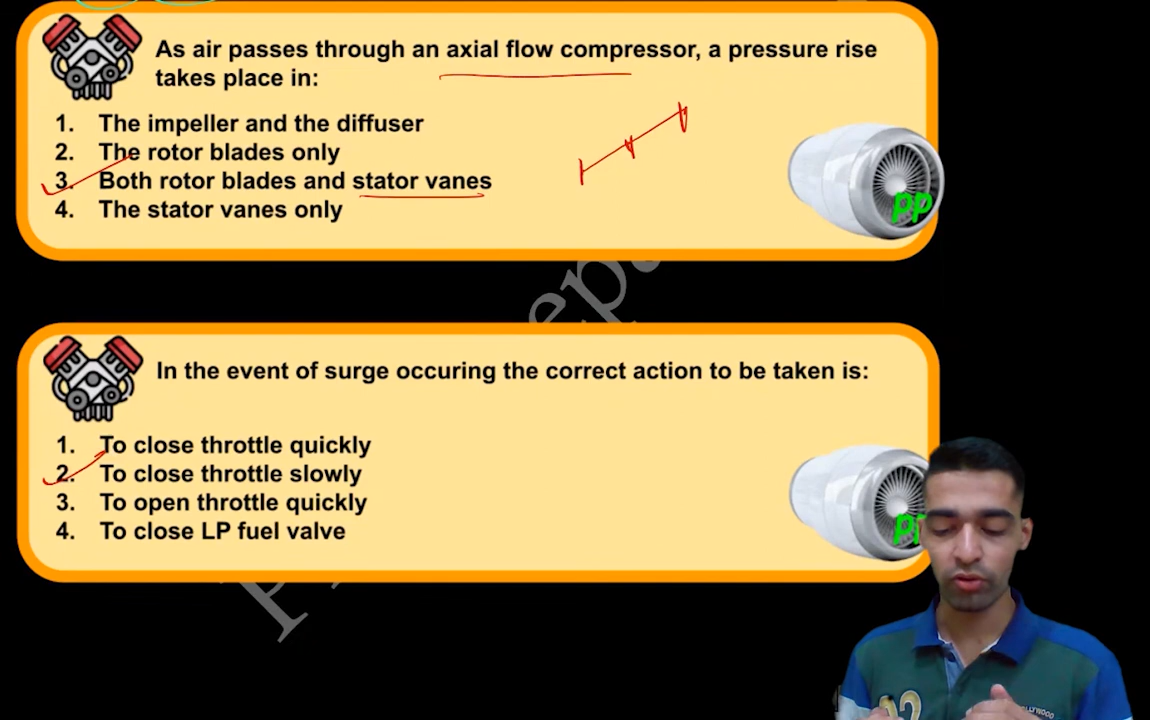 As air passes through an axial flow compressor, a pressure rise
takes place in:
1. The impeller and the diffuser
2. The rotor blades only
3. Both rotor blades and stator vanes
4. The stator vanes only
pp
In the event of surge occuring the correct action to be taken is:
1. To close throttle quickly
2. To close throttle slowly
3. To open throttle quickly
4. To close LP fuel valve